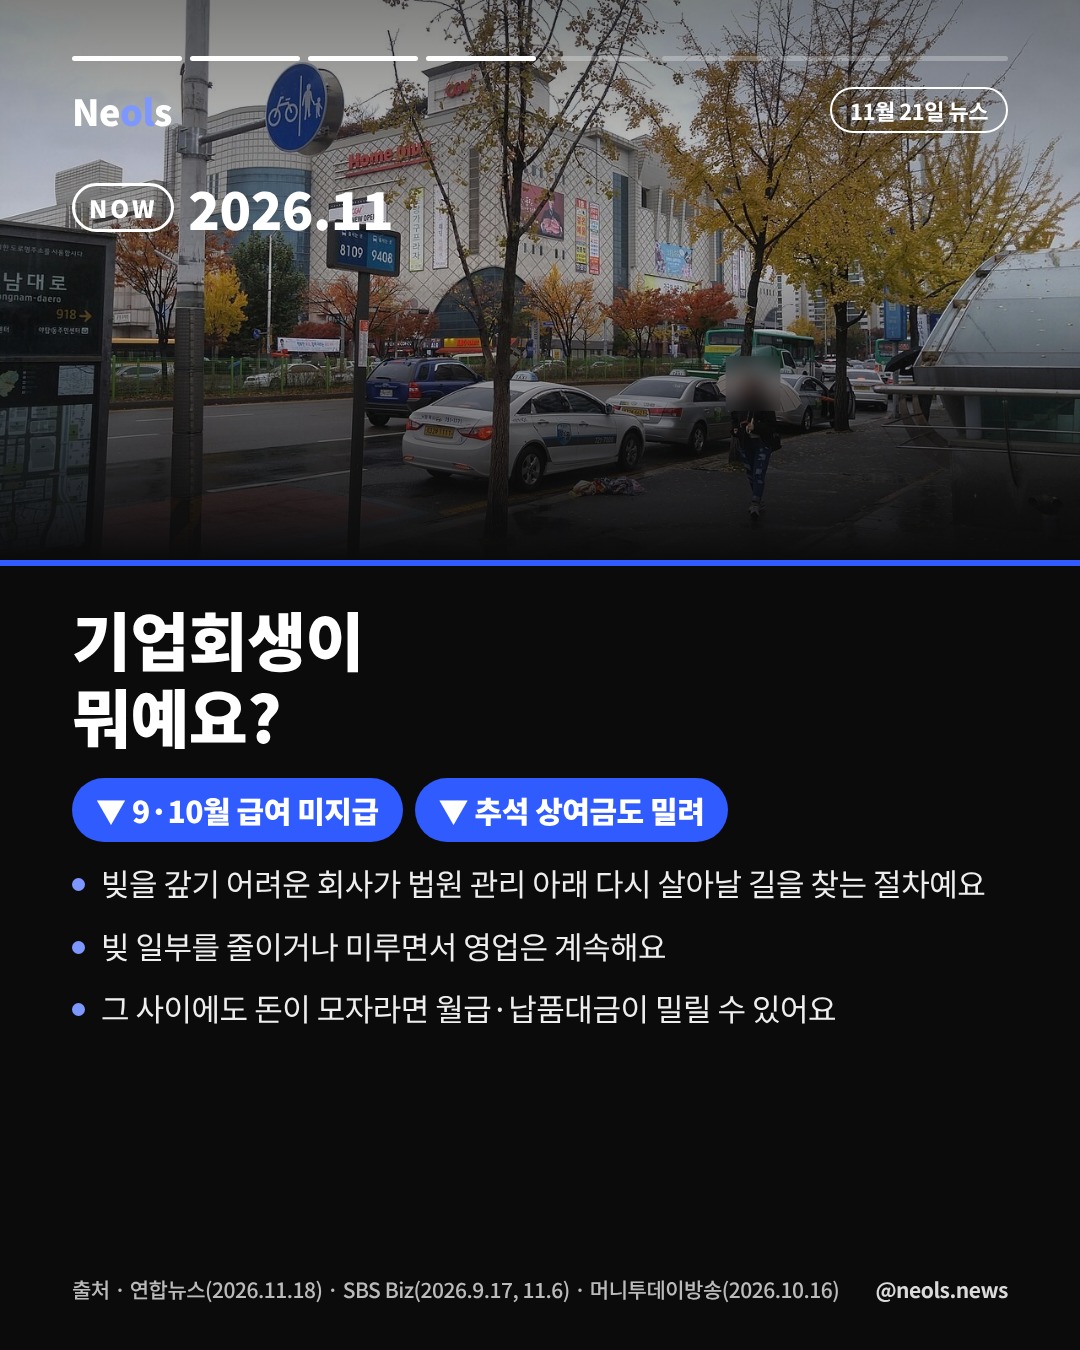 Neols
11월 21일 뉴스
NOW 2026.11
CGV
Home plus
NEW OPEN
8109 9408
남대로
ngnam-daero
918
기업회생이
뭐예요?
▼ 9·10월 급여 미지급
▼ 추석 상여금도 밀려
빚을 갚기 어려운 회사가 법원 관리 아래 다시 살아날 길을 찾는 절차예요
빚 일부를 줄이거나 미루면서 영업은 계속해요
그 사이에도 돈이 모자라면 월급·납품대금이 밀릴 수 있어요
출처 · 연합뉴스(2026.11.18) · SBS Biz(2026.9.17, 11.6) · 머니투데이방송(2026.10.16)
@neols.news